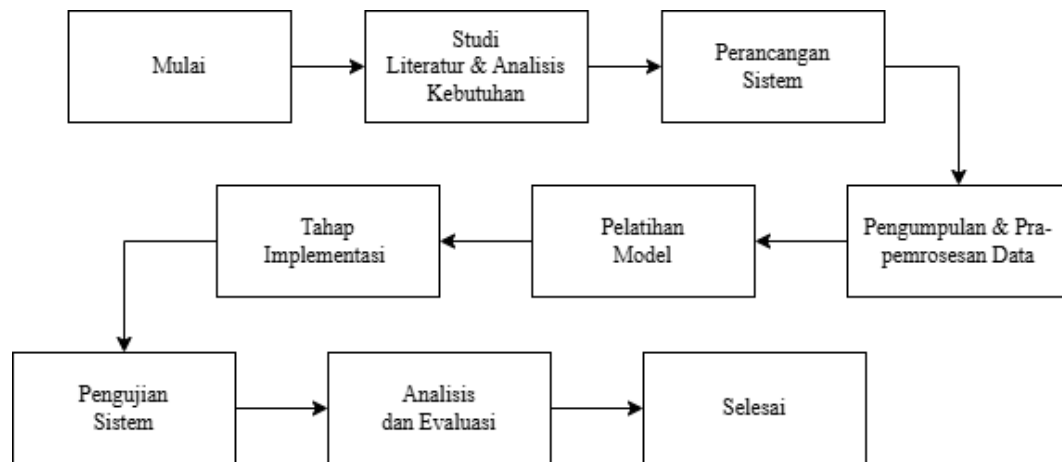 Mulai
Studi
Literatur & Analisis
Kebutuhan
Perancangan
Sistem
Pengumpulan & Pra-
pemrosesan Data
Pelatihan
Model
Tahap
Implementasi
Pengujian
Sistem
Analisis
dan Evaluasi
Selesai